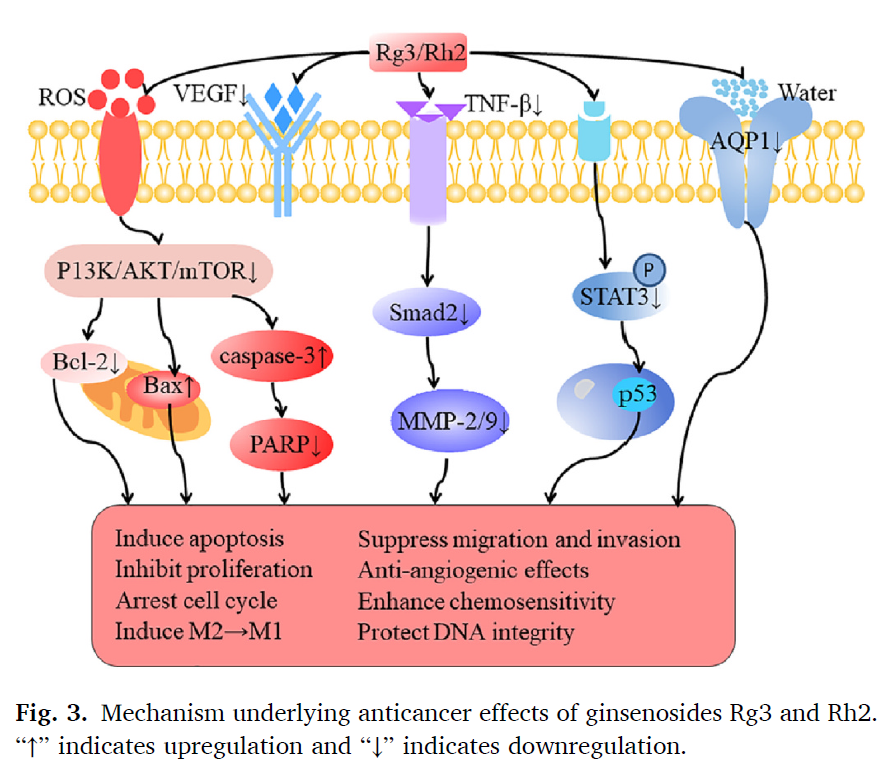 Rg3/Rh2
ROS
VEGF↓
TNF-β↓
Water
AQP1↓
P13K/AKT/mTOR↓
P
STAT3↓
Smad2↓
Bcl-2↓
caspase-3↑
Bax↑
p53
MMP-2/9↓
PARP↓
Induce apoptosis
Inhibit proliferation
Arrest cell cycle
Induce M2→M1
Suppress migration and invasion
Anti-angiogenic effects
Enhance chemosensitivity
Protect DNA integrity
Fig. 3. Mechanism underlying anticancer effects of ginsenosides Rg3 and Rh2.
“↑” indicates upregulation and “↓” indicates downregulation.